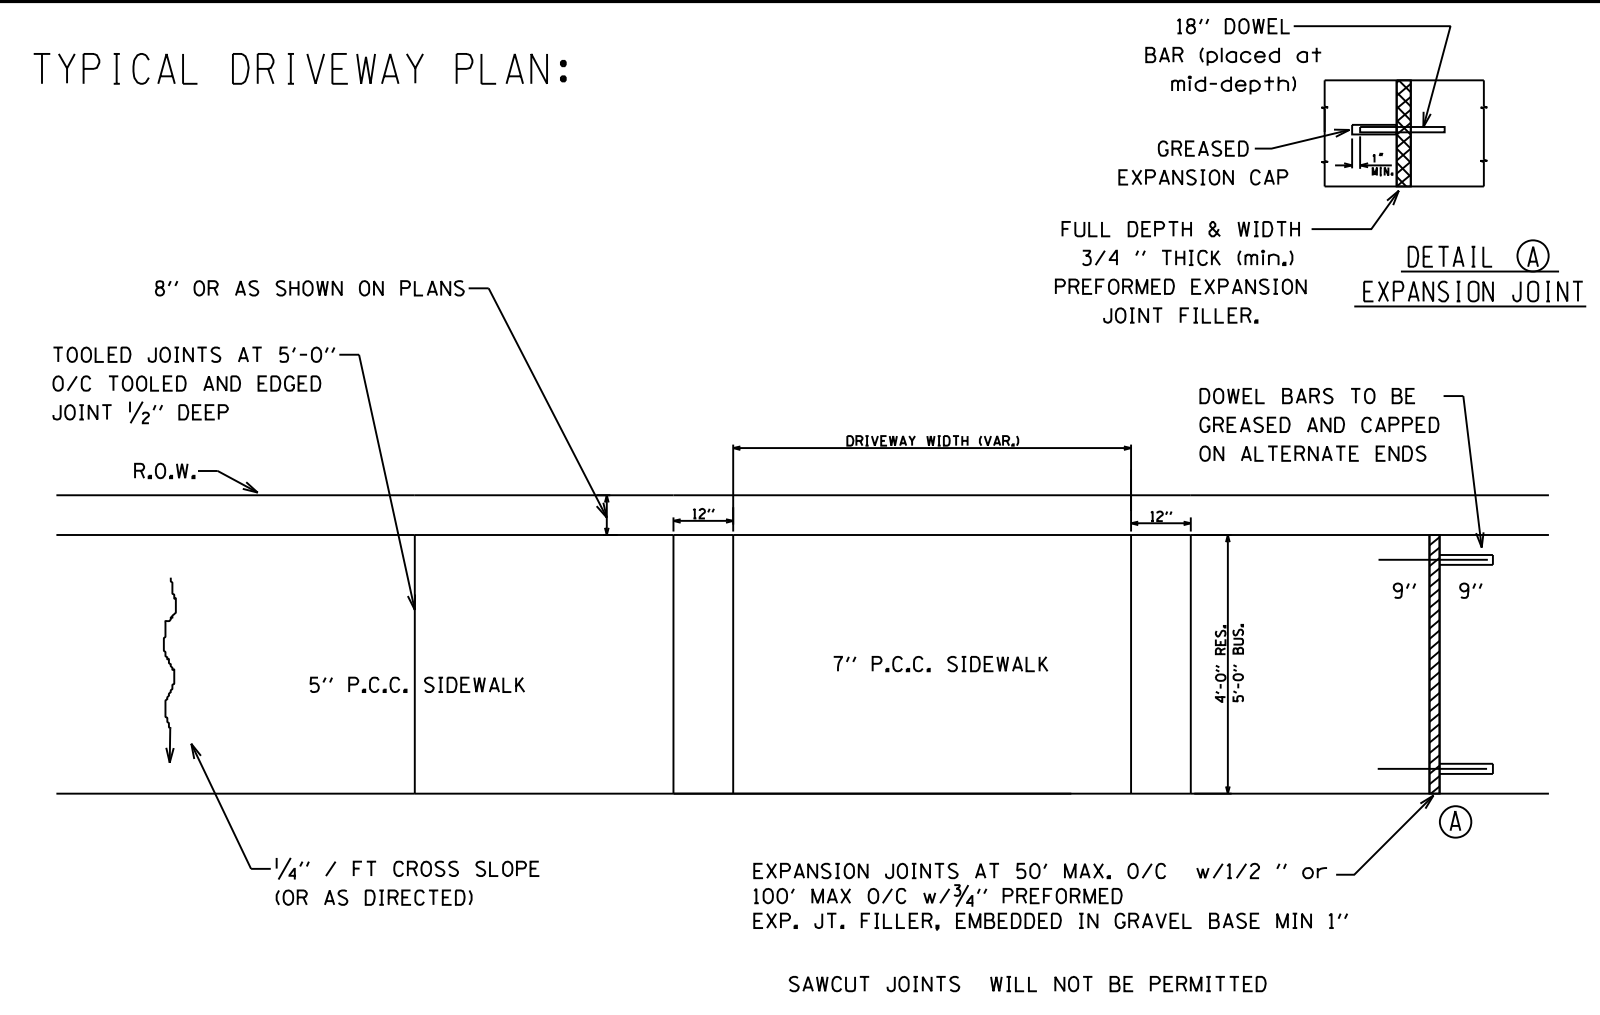 TYPICAL DRIVEWAY PLAN:
18" DOWEL
BAR (placed at
mid-depth)
GREASED
EXPANSION CAP
1"
MIN.
FULL DEPTH & WIDTH
3/4 " THICK (min.)
PREFORMED EXPANSION
JOINT FILLER.
DETAIL A
EXPANSION JOINT
8" OR AS SHOWN ON PLANS
TOOLED JOINTS AT 5'-0"
O/C TOOLED AND EDGED
JOINT 1/2" DEEP
R.O.W.
DRIVEWAY WIDTH (VAR.)
DOWEL BARS TO BE
GREASED AND CAPPED
ON ALTERNATE ENDS
12"
12"
9" 9"
5" P.C.C. SIDEWALK
7" P.C.C. SIDEWALK
4'-0" RES.
5'-0" BUS.
A
1/4" / FT CROSS SLOPE
(OR AS DIRECTED)
EXPANSION JOINTS AT 50' MAX. O/C w/1/2 " or
100' MAX O/C w/3/4" PREFORMED
EXP. JT. FILLER, EMBEDDED IN GRAVEL BASE MIN 1"
SAWCUT JOINTS WILL NOT BE PERMITTED